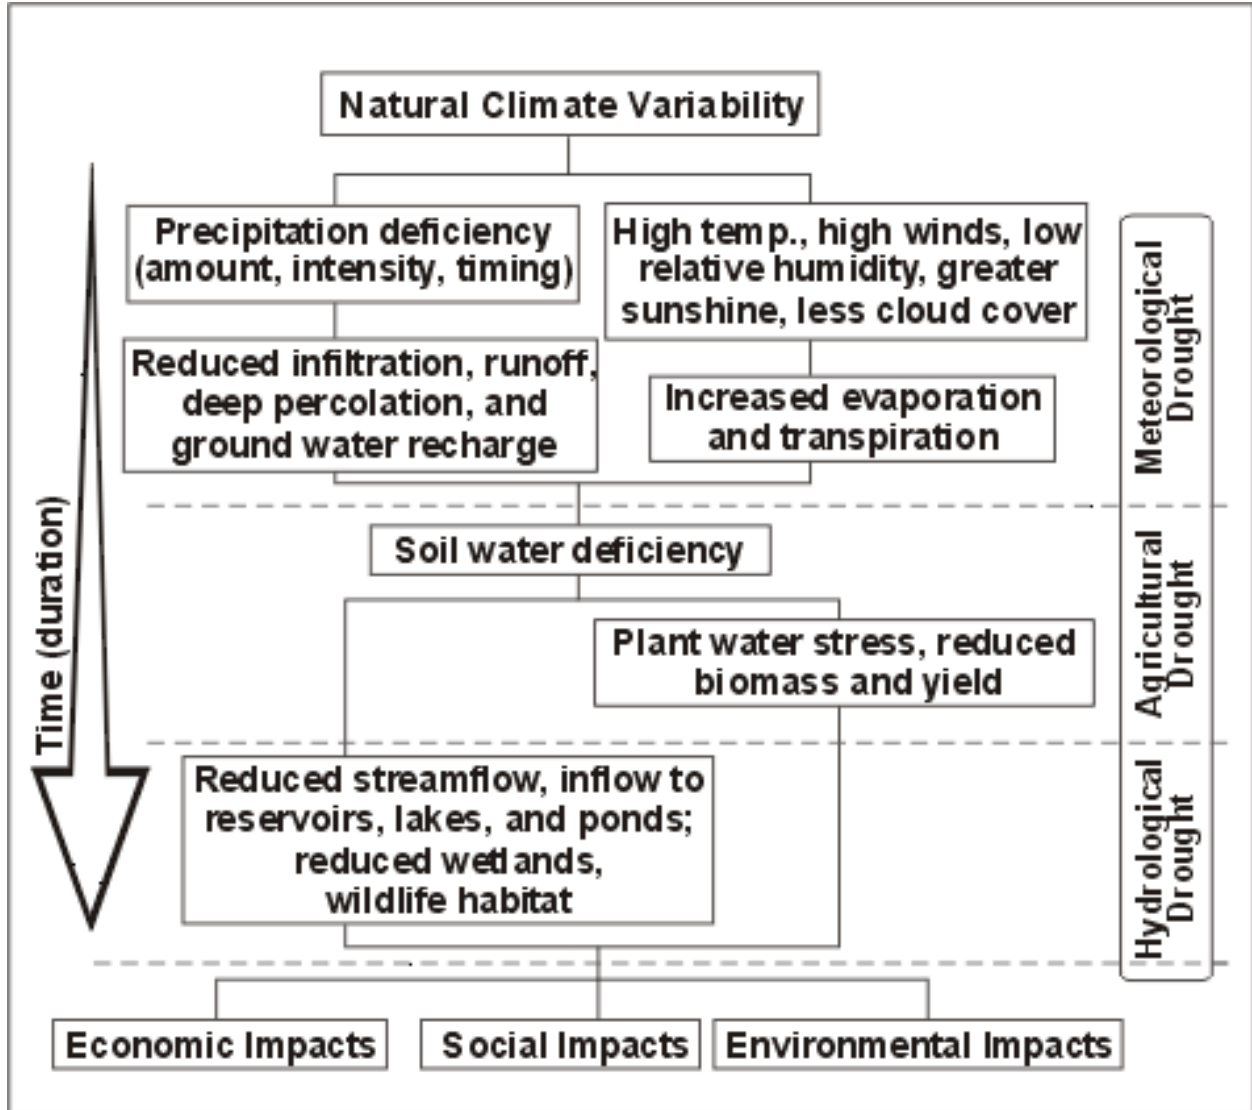 Natural Climate Variability
Precipitation deficiency
(amount, intensity, timing)
High temp., high winds, low
relative humidity, greater
sunshine, less cloud cover
Reduced infiltration, runoff,
deep percolation, and
ground water recharge
Increased evaporation
and transpiration
Meteorological
Drought
Time (duration)
Soil water deficiency
Plant water stress, reduced
biomass and yield
Agricultural
Drought
Reduced streamflow, inflow to
reservoirs, lakes, and ponds;
reduced wetlands,
wildlife habitat
Hydrological
Drought
Economic Impacts
Social Impacts
Environmental Impacts